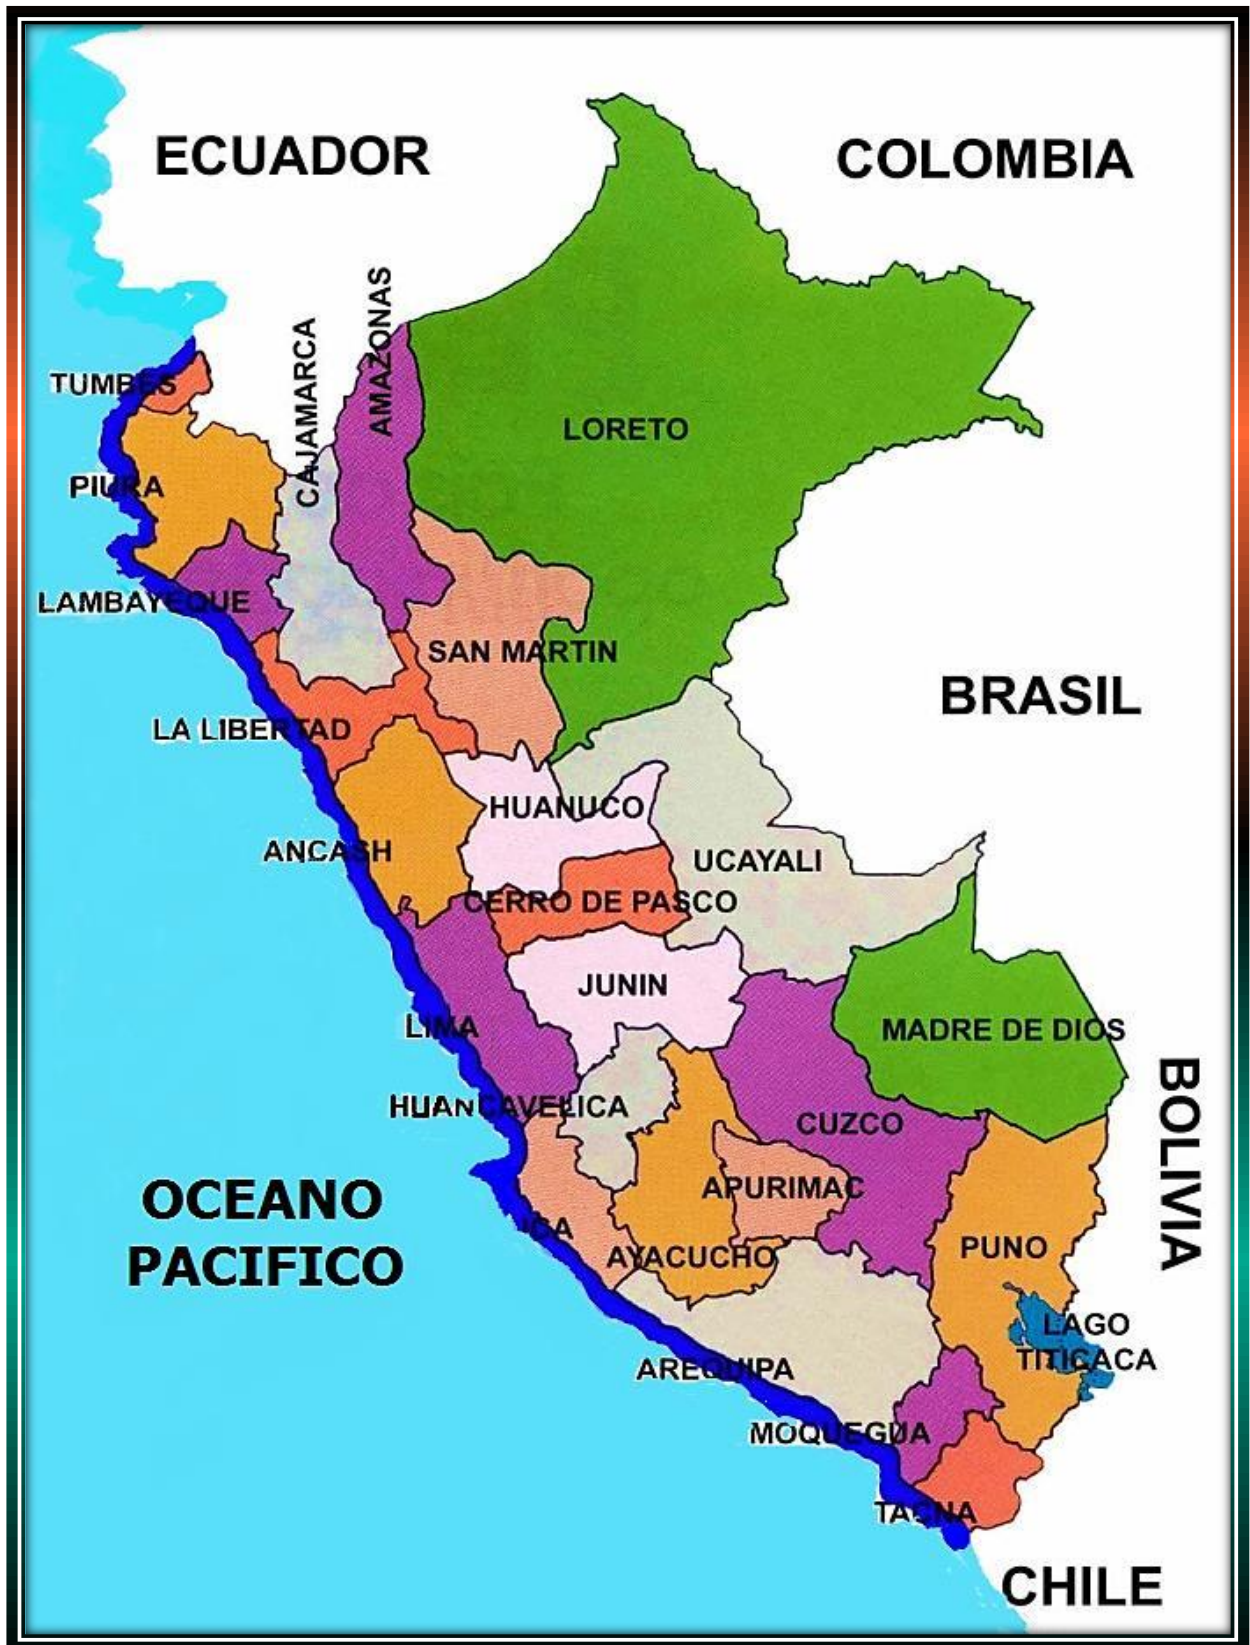 ECUADOR
COLOMBIA
AMAZONAS
CAJAMARCA
TUMBES
LORETO
PIURA
LAMBAYEQUE
SAN MARTIN
BRASIL
LA LIBERTAD
HUANUCO
ANCASH
UCAYALI
CERRO DE PASCO
JUNIN
LIMA
MADRE DE DIOS
HUANCAVELICA
CUZCO
BOLIVIA
APURIMAC
OCEANO
PACIFICO
ICA
AYACUCHO
PUNO
LAGO
TITICACA
AREQUIPA
MOQUEGUA
TACNA
CHILE